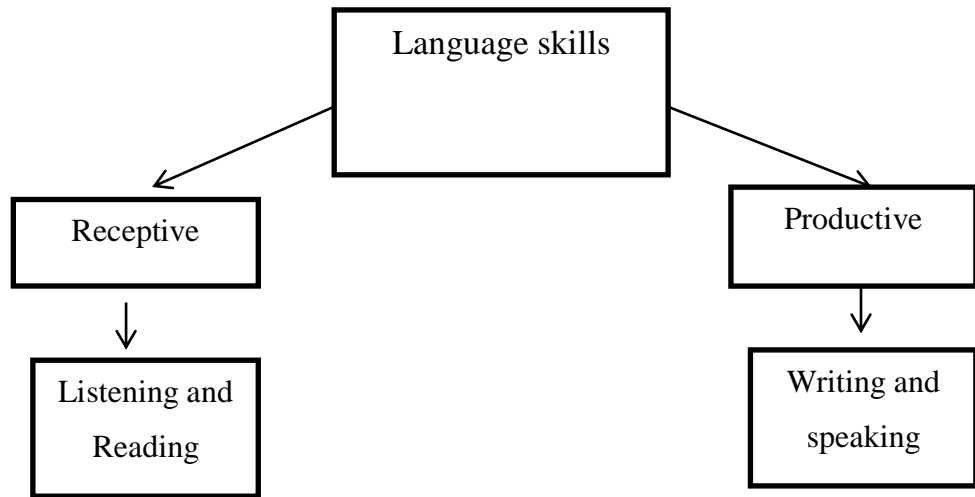 Language skills
Receptive
Productive
Listening and
Reading
Writing and
speaking